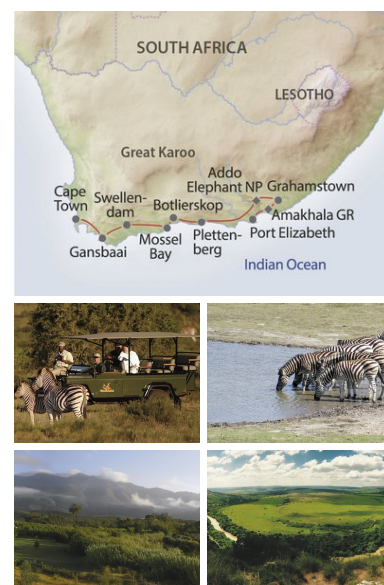 SOUTH AFRICA
LESOTHO
Great Karoo
Addo
Elephant NP
Grahamstown
Cape
Town
Swellen-
dam
Botlierskop
Amakhala GR
Gansbaai
Mossel
Bay
Pletten-
berg
Port Elizabeth
Indian Ocean